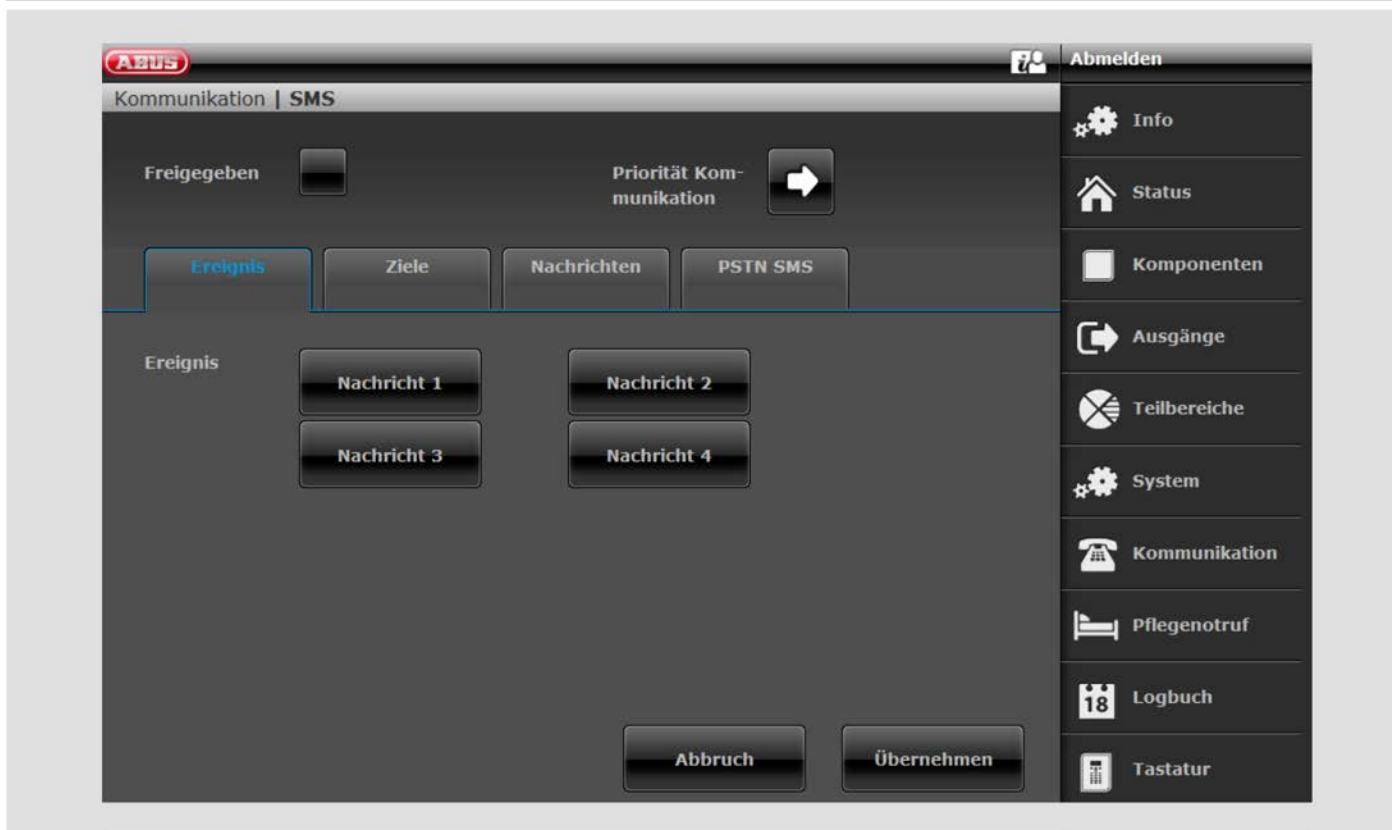 ABUS
Abmelden
Kommunikation | SMS
Info
Freigegeben
Priorität Kom-
munikation
Status
Ereignis
Ziele
Nachrichten
PSTN SMS
Komponenten
Ausgänge
Ereignis
Nachricht 1
Nachricht 2
Teilbereiche
Nachricht 3
Nachricht 4
System
Kommunikation
Pflegenotruf
18
Logbuch
Abbruch
Übernehmen
Tastatur